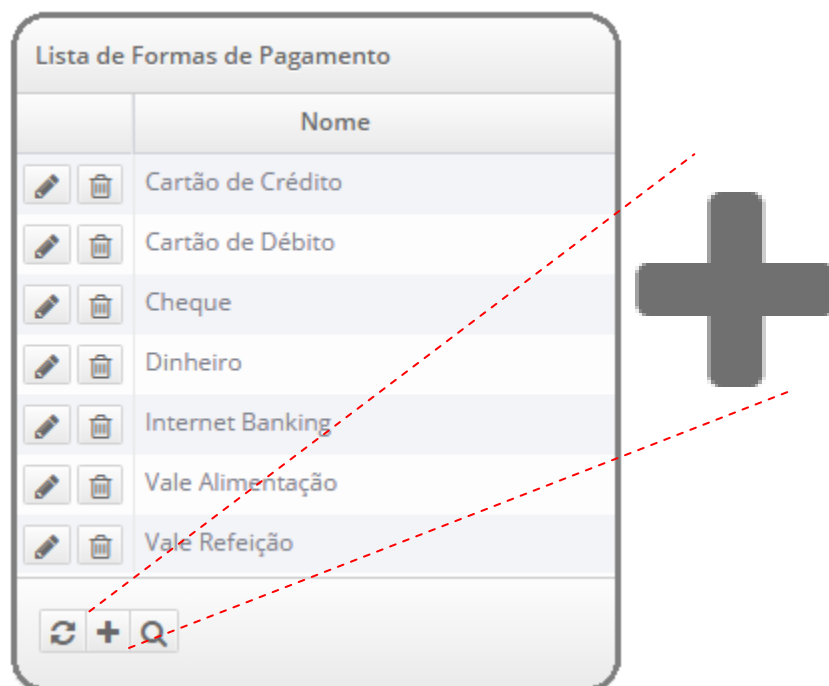 Lista de Formas de Pagamento
Nome
Cartão de Crédito
Cartão de Débito
Cheque
Dinheiro
Internet Banking
Vale Alimentação
Vale Refeição